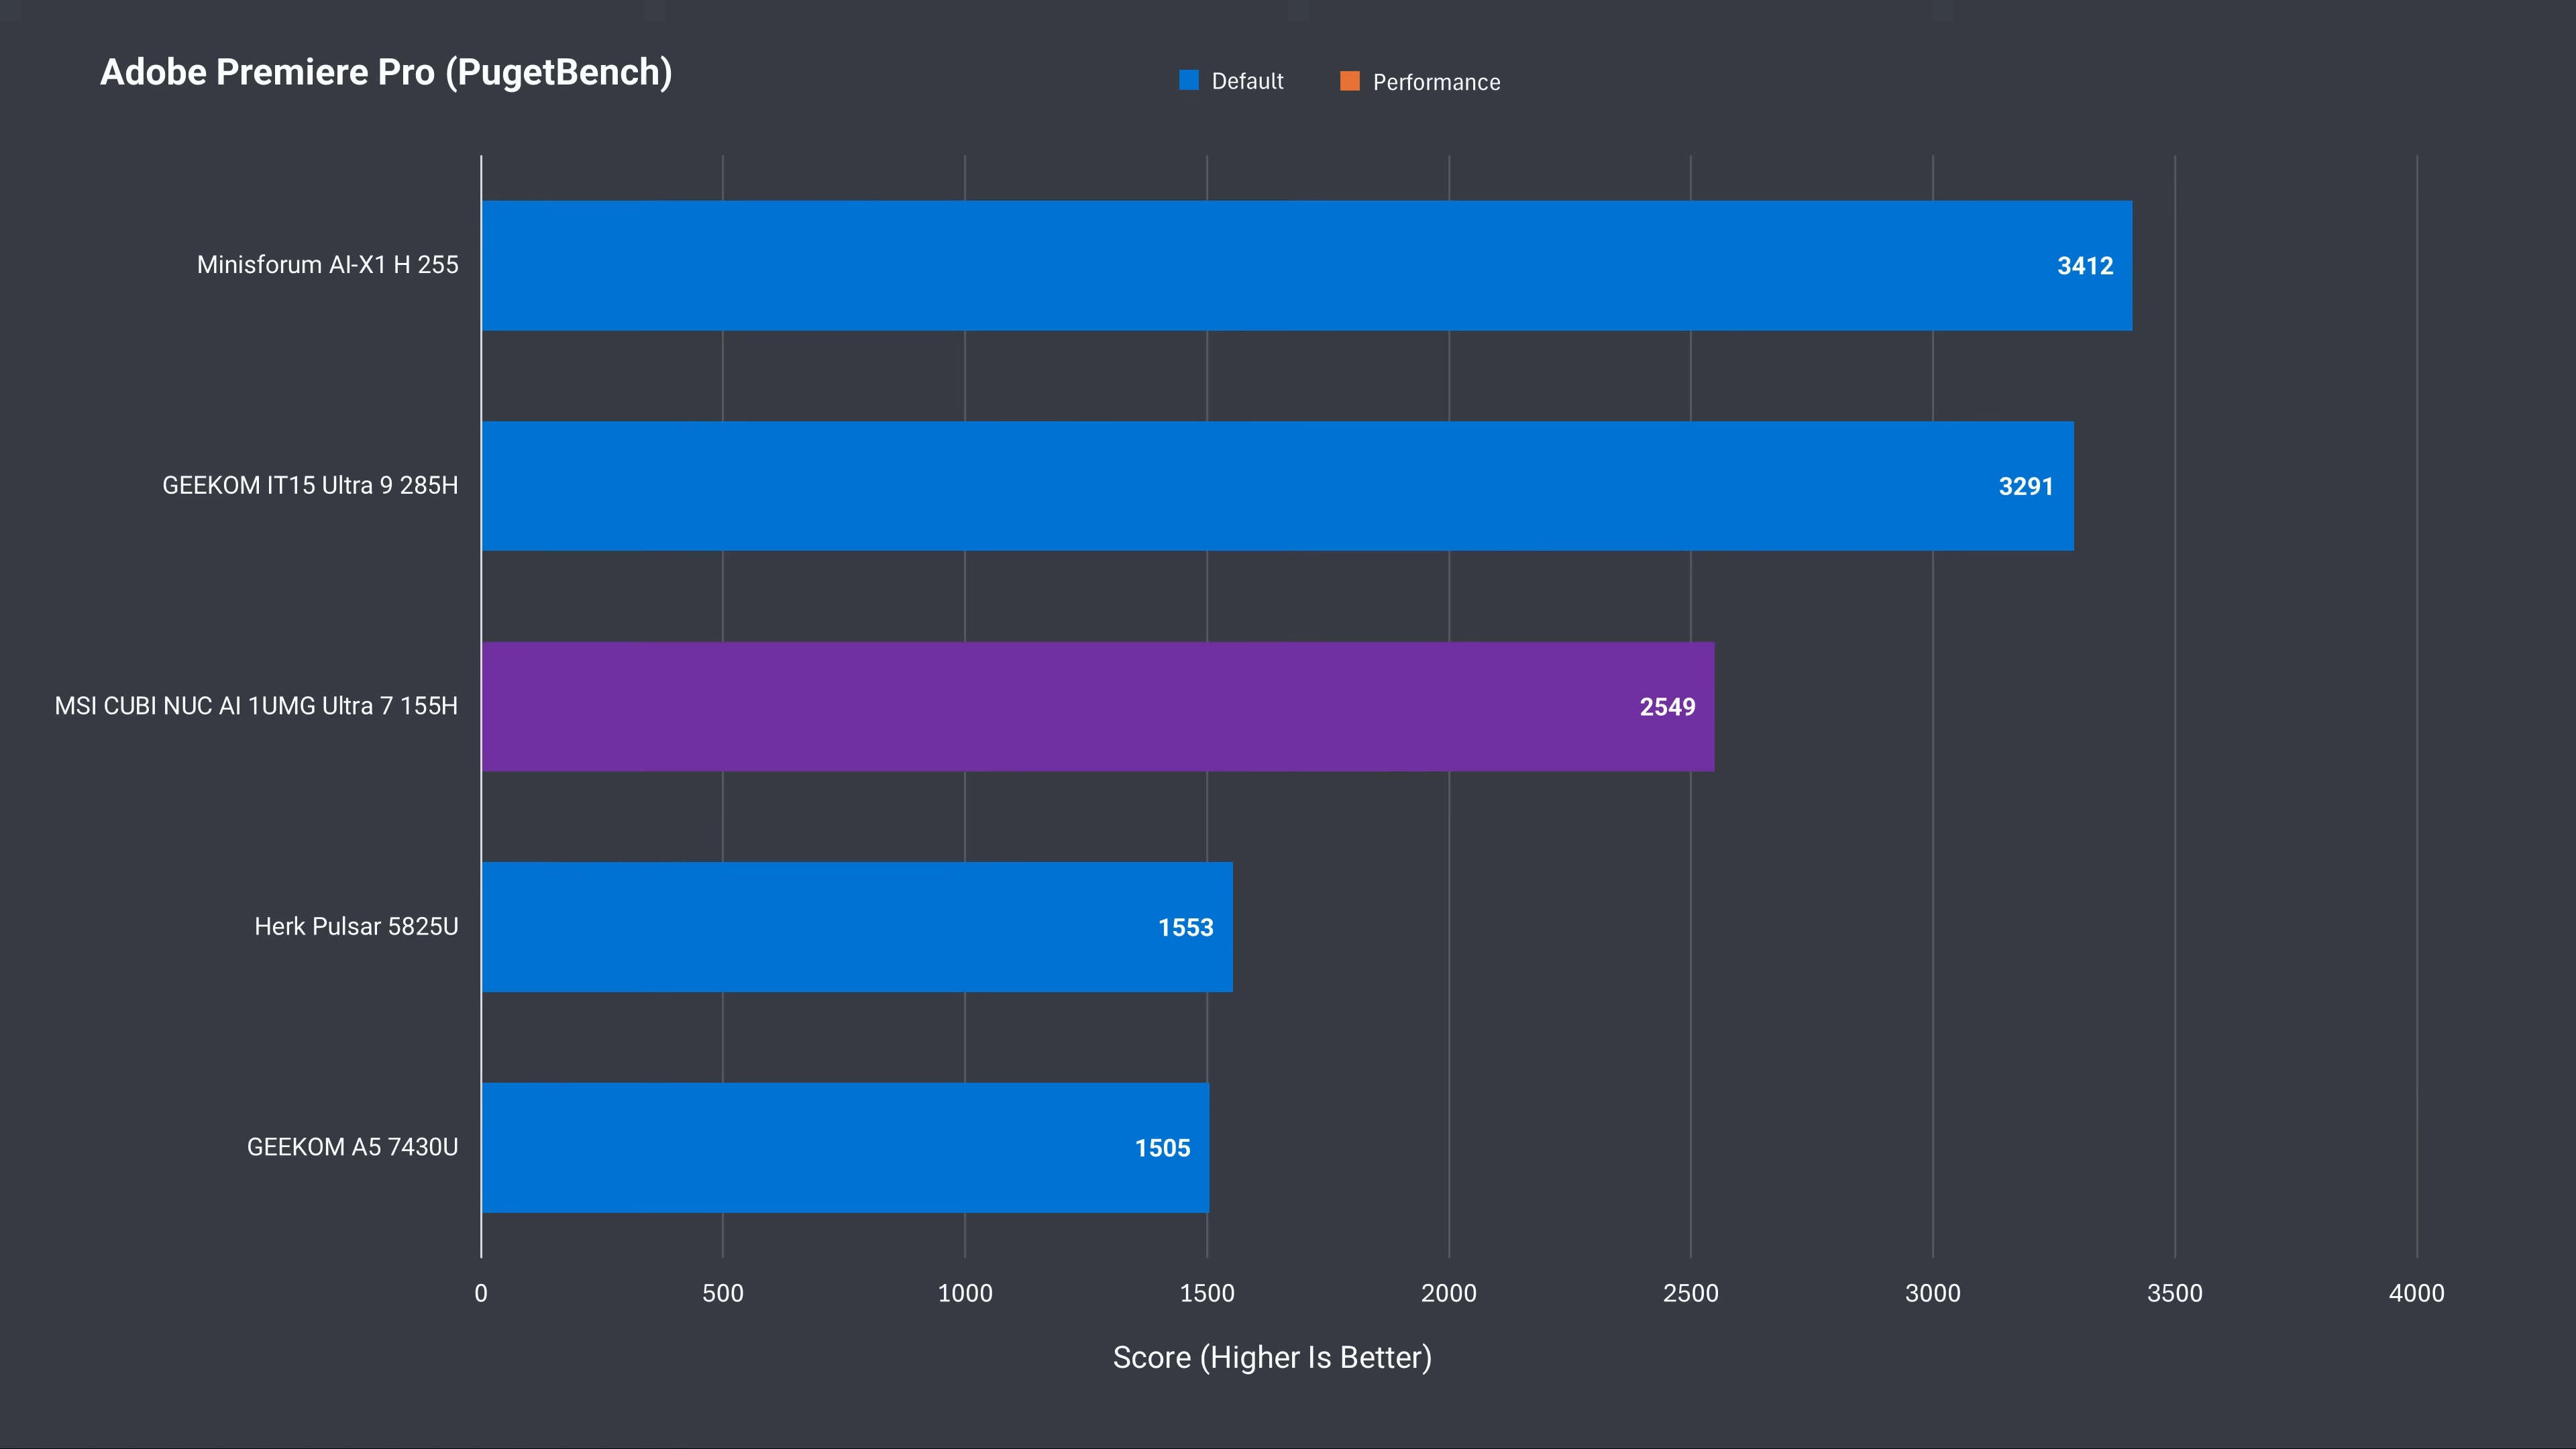 Adobe Premiere Pro (PugetBench)
Default
Performance
Minisforum AI-X1 H 255
3412
GEEKOM IT15 Ultra 9 285H
3291
MSI CUBI NUC AI 1UMG Ultra 7 155H
2549
Herk Pulsar 5825U
1553
GEEKOM A5 7430U
1505
0 500 1000 1500 2000 2500 3000 3500 4000
Score (Higher Is Better)